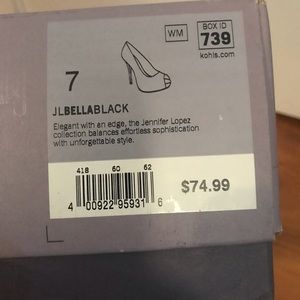 WM
BOX ID
739
kohls.com
7
JLBELLABLACK
Elegant with an edge, the Jennifer Lopez
collection balances effortless sophistication
with unforgettable style.
418 60 62
4 00922 95931 6
$74.99